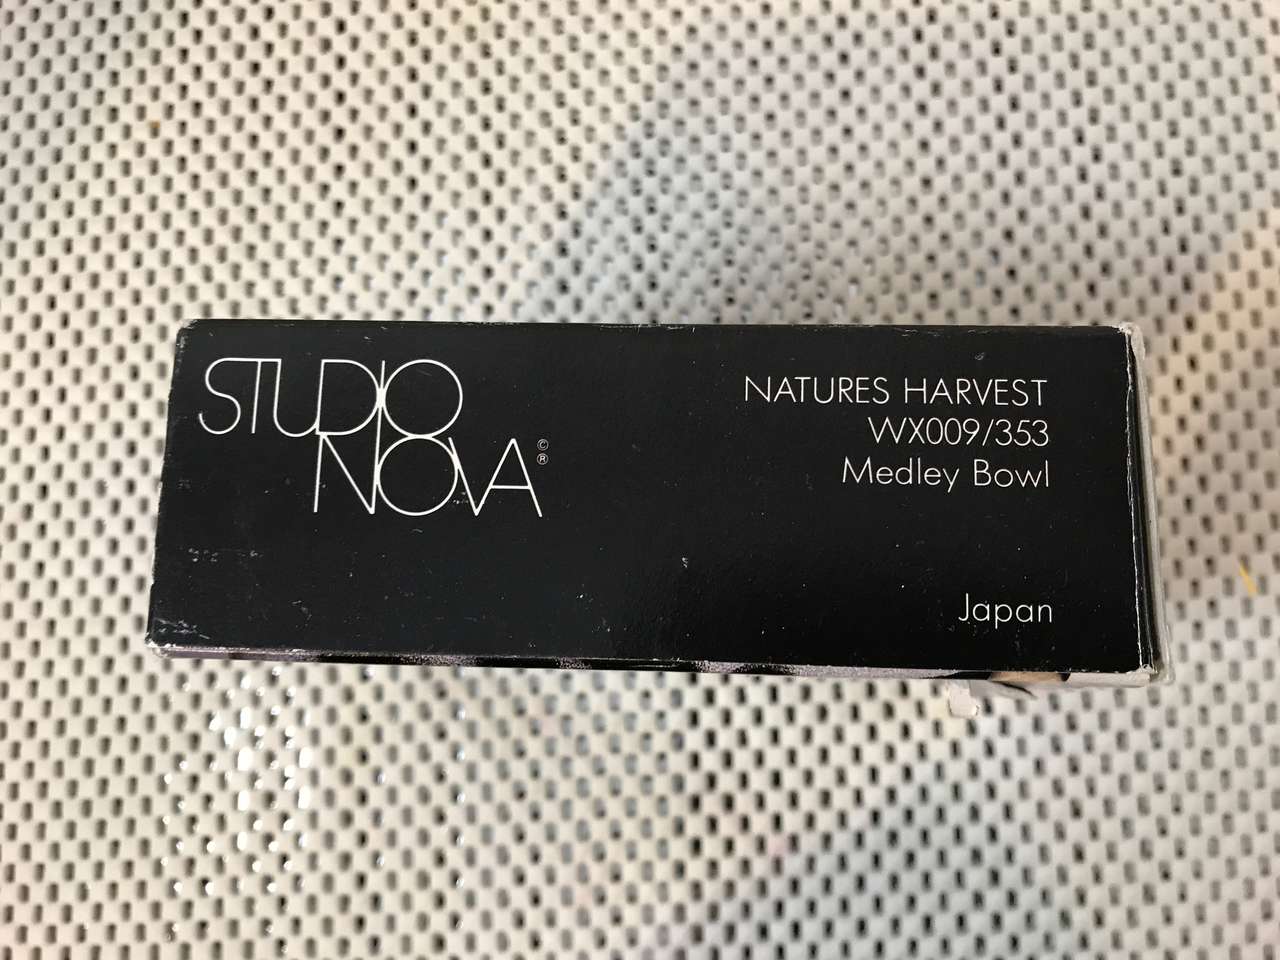 STUDIO
NOVA
©
®
NATURES HARVEST
WX009/353
Medley Bowl
Japan